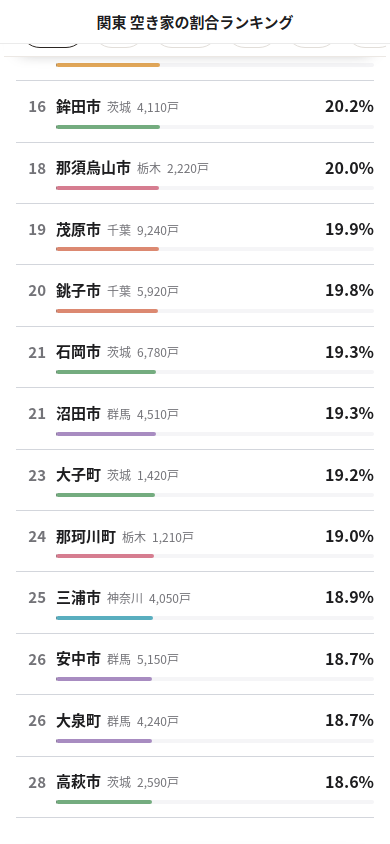 関東 空き家の割合ランキング
16 鉾田市 茨城 4,110戸 20.2%
18 那須烏山市 栃木 2,220戸 20.0%
19 茂原市 千葉 9,240戸 19.9%
20 銚子市 千葉 5,920戸 19.8%
21 石岡市 茨城 6,780戸 19.3%
21 沼田市 群馬 4,510戸 19.3%
23 大子町 茨城 1,420戸 19.2%
24 那珂川町 栃木 1,210戸 19.0%
25 三浦市 神奈川 4,050戸 18.9%
26 安中市 群馬 5,150戸 18.7%
26 大泉町 群馬 4,240戸 18.7%
28 高萩市 茨城 2,590戸 18.6%